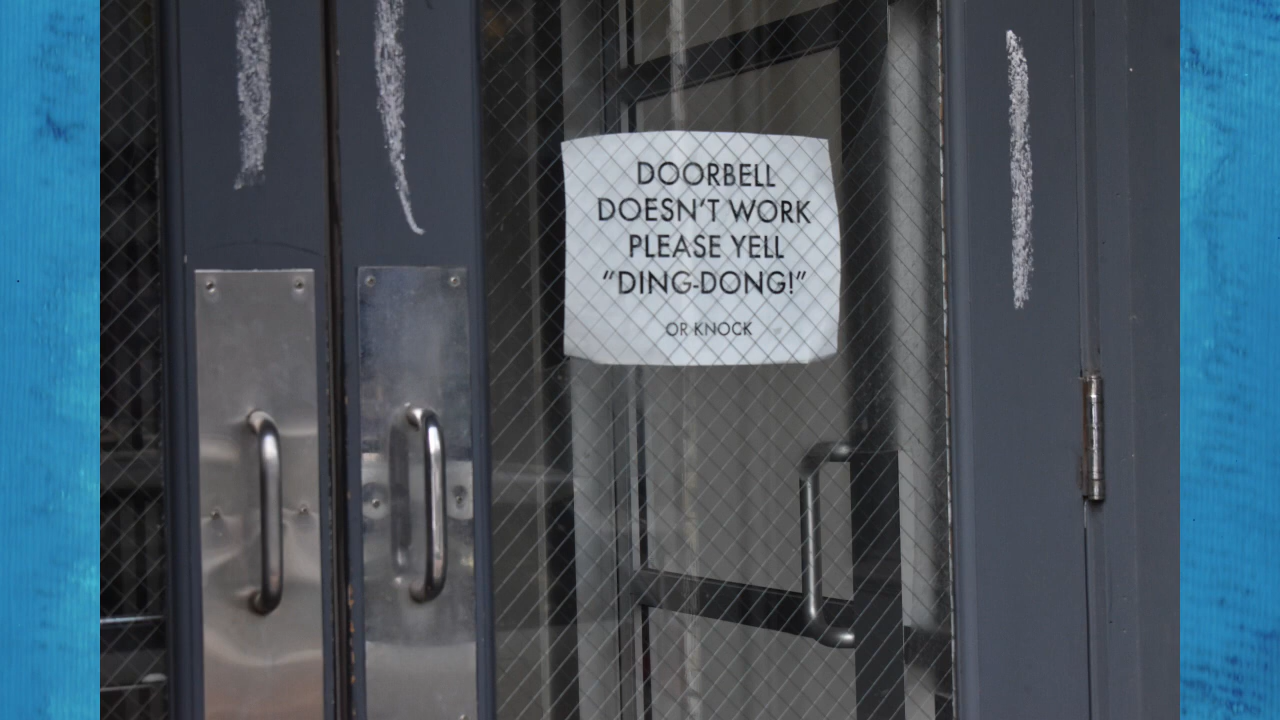 DOORBELL
DOESN'T WORK
PLEASE YELL
“DING-DONG!”
OR KNOCK